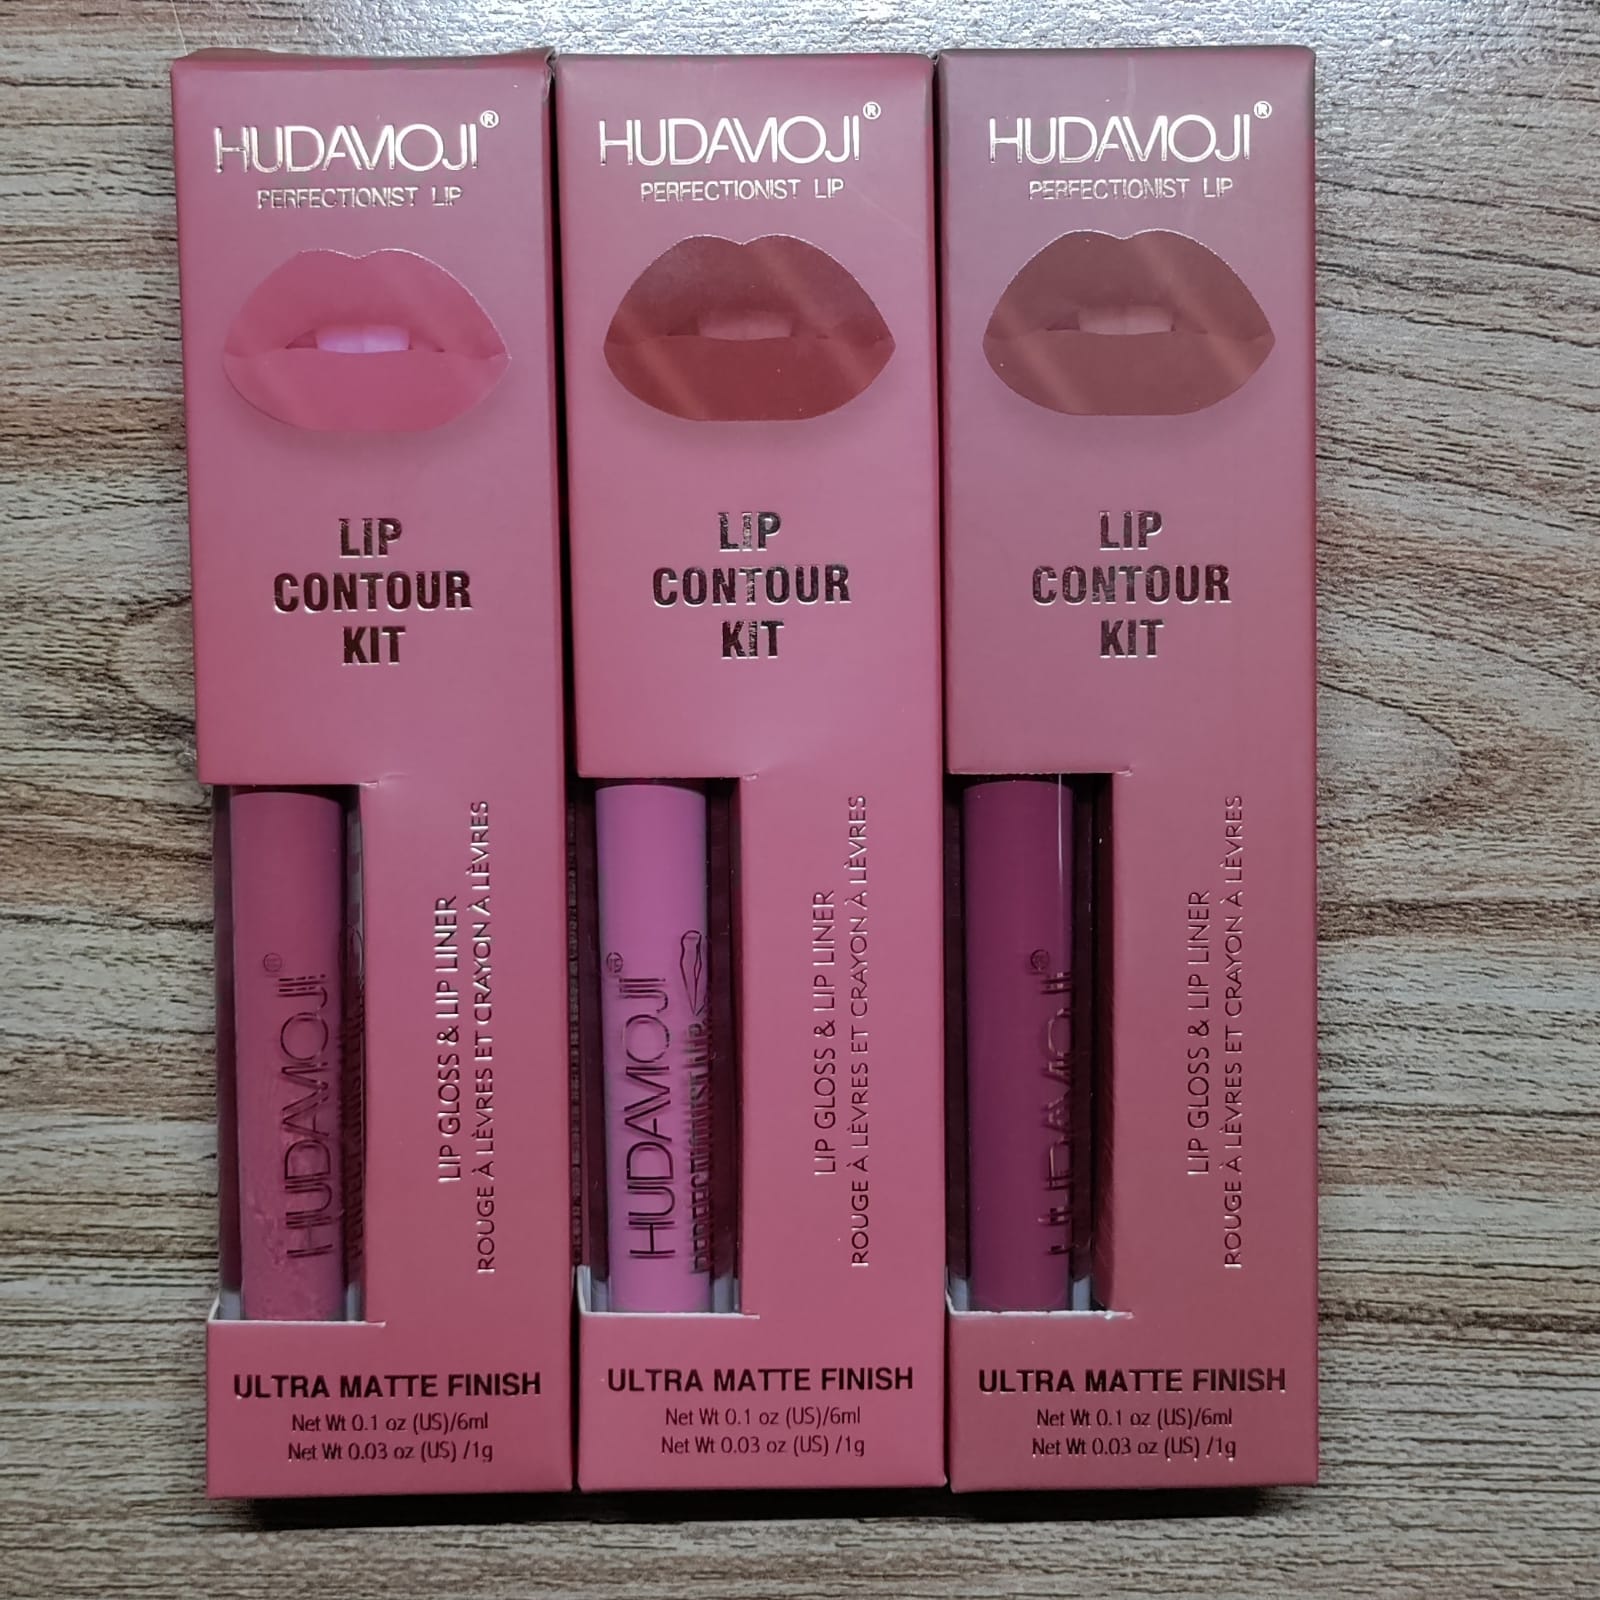 HUDAMOJI®
PERFECTIONIST LIP
LIP
CONTOUR
KIT
HUDAMOJI®
PERFECTIONIST LIP
LIP GLOSS & LIP LINER
ROUGE À LÈVRES ET CRAYON À LÈVRES
ULTRA MATTE FINISH
Net Wt 0.1 oz (US)/6ml
Net Wt 0.03 oz (US) /1g
HUDAMOJI®
PERFECTIONIST LIP
LIP
CONTOUR
KIT
HUDAMOJI®
PERFECTIONIST LIP
LIP GLOSS & LIP LINER
ROUGE À LÈVRES ET CRAYON À LÈVRES
ULTRA MATTE FINISH
Net Wt 0.1 oz (US)/6ml
Net Wt 0.03 oz (US) /1g
HUDAMOJI®
PERFECTIONIST LIP
LIP
CONTOUR
KIT
HUDAMOJI®
LIP GLOSS & LIP LINER
ROUGE À LÈVRES ET CRAYON À LÈVRES
ULTRA MATTE FINISH
Net Wt 0.1 oz (US)/6ml
Net Wt 0.03 oz (US) /1g